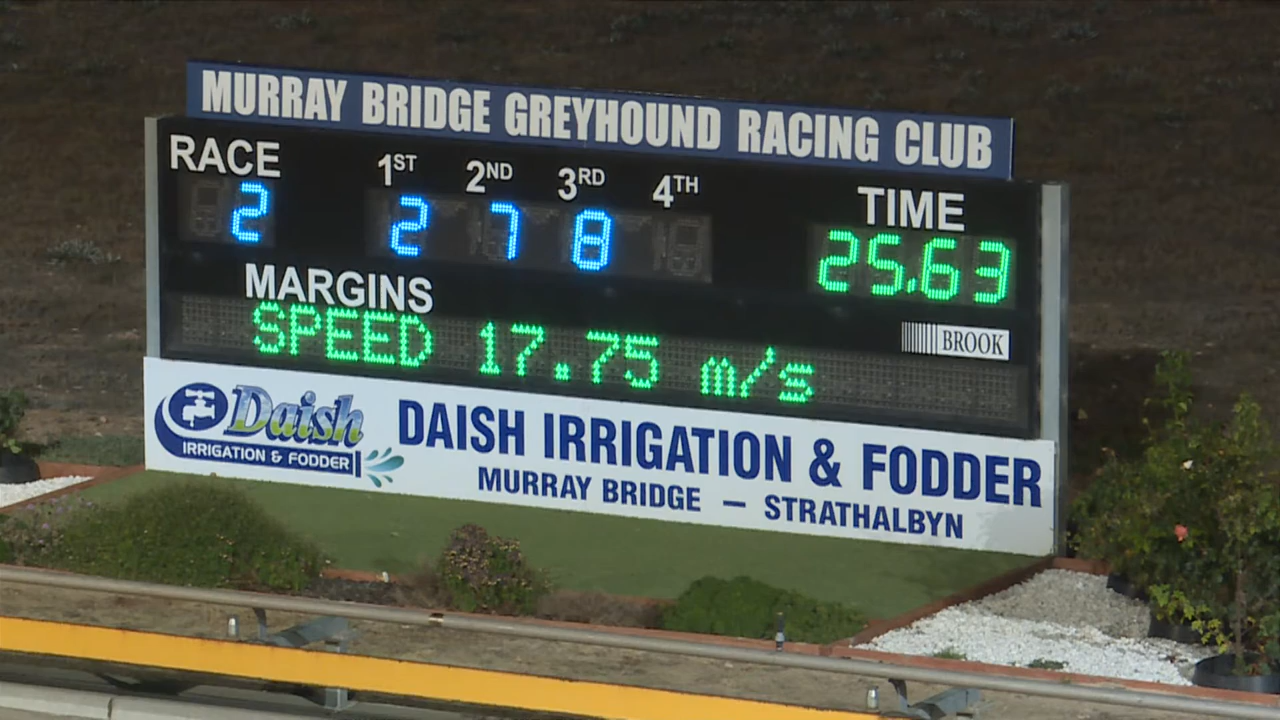 MURRAY BRIDGE GREYHOUND RACING CLUB
RACE 1ST 2ND 3RD 4TH TIME
2 2 7 8 25.63
MARGINS
SPEED 17.75 m/s
BROOK
Daish
IRRIGATION & FODDER
DAISH IRRIGATION & FODDER
MURRAY BRIDGE – STRATHALBYN